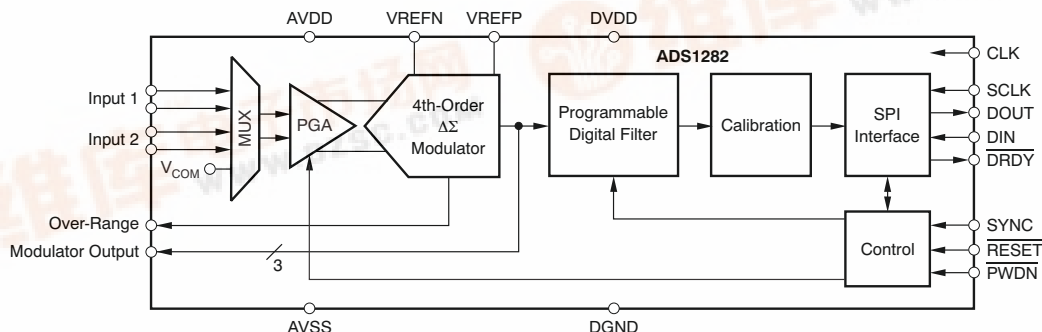 AVDD VREFN VREFP DVDD
ADS1282
CLK
Input 1
Input 2
V_COM
MUX
PGA
4th-Order
ΔΣ
Modulator
Programmable
Digital Filter
Calibration
SPI
Interface
SCLK
DOUT
DIN
DRDY
Over-Range
Modulator Output
3
Control
SYNC
RESET
PWDN
AVSS DGND